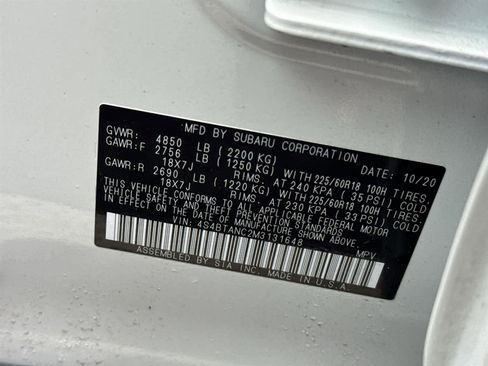 MFD BY SUBARU CORPORATION DATE: 10/20
GVWR: 4850 LB (2200 KG)
GAWR:F 2756 LB (1250 KG) WITH 225/60R18 100H TIRES,
18X7J RIMS, AT 240 KPA (35 PSI) COLD
GAWR:R 2690 LB (1220 KG) WITH 225/60R18 100H TIRES,
18X7J RIMS, AT 230 KPA (33 PSI) COLD
THIS VEHICLE CONFORMS TO ALL APPLICABLE FEDERAL MOTOR
VEHICLE SAFETY AND THEFT PREVENTION STANDARDS IN EFFECT ON THE
DATE OF MANUFACTURE SHOWN ABOVE.
VIN: 4S4BTANC2M3131648 MPV
ASSEMBLED BY SIA INC. MADE IN U.S.A.